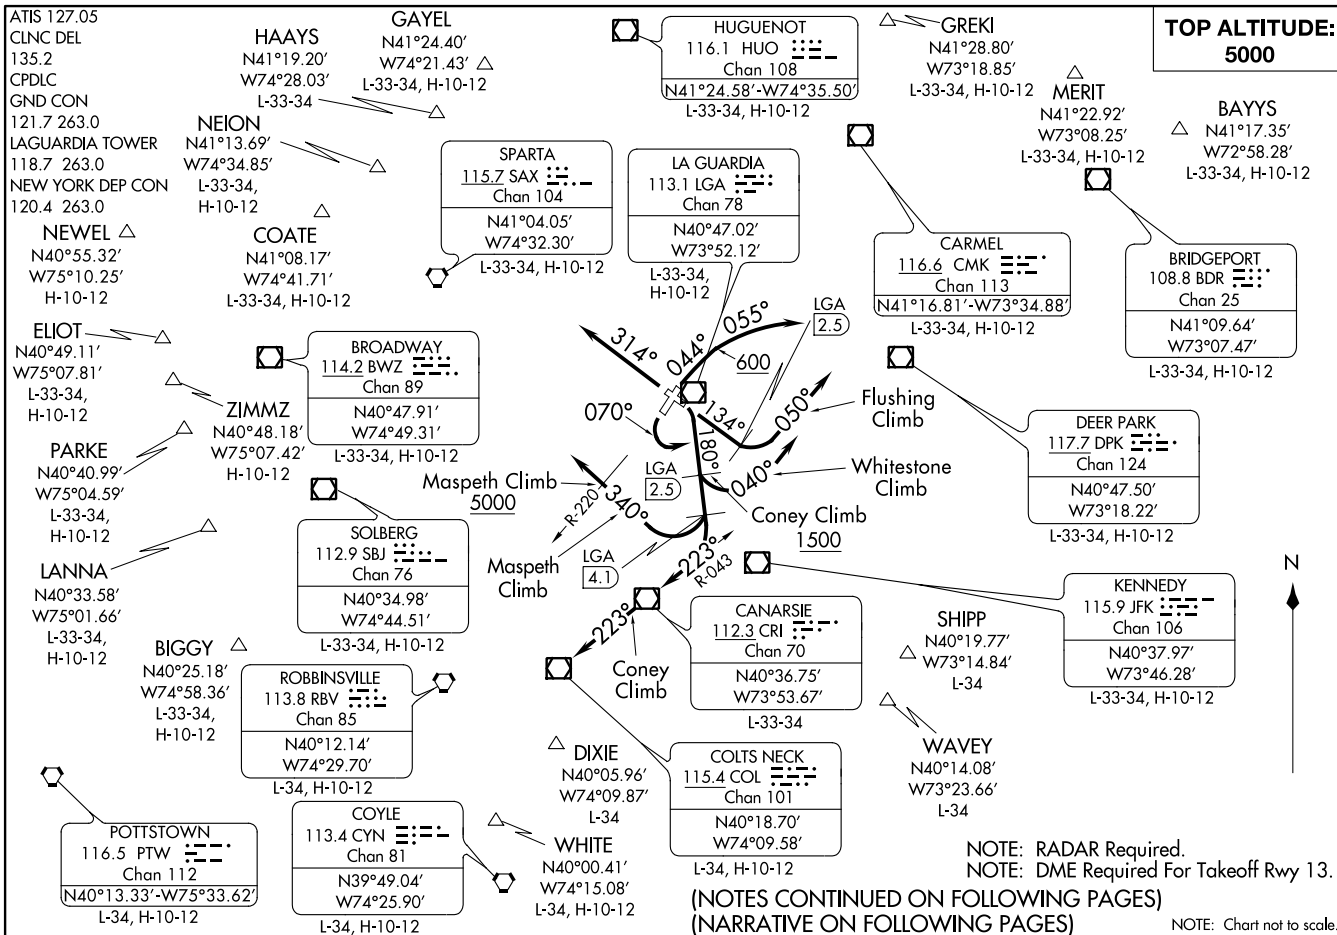 ATIS 127.05
CLNC DEL
135.2
CPDLC
GND CON
121.7 263.0
LAGUARDIA TOWER
118.7 263.0
NEW YORK DEP CON
120.4 263.0
HAAYS
N41°19.20′
W74°28.03′
L-33-34
GAYEL
N41°24.40′
W74°21.43′
L-33-34, H-10-12
HUGUENOT
116.1 HUO
Chan 108
N41°24.58′-W74°35.50′
L-33-34, H-10-12
GREKI
N41°28.80′
W73°18.85′
L-33-34, H-10-12
TOP ALTITUDE:
5000
MERIT
N41°22.92′
W73°08.25′
L-33-34, H-10-12
BAYYS
N41°17.35′
W72°58.28′
L-33-34, H-10-12
NEION
N41°13.69′
W74°34.85′
L-33-34,
H-10-12
SPARTA
115.7 SAX
Chan 104
N41°04.05′
W74°32.30′
L-33-34, H-10-12
LA GUARDIA
113.1 LGA
Chan 78
N40°47.02′
W73°52.12′
L-33-34,
H-10-12
CARMEL
116.6 CMK
Chan 113
N41°16.81′-W73°34.88′
L-33-34, H-10-12
BRIDGEPORT
108.8 BDR
Chan 25
N41°09.64′
W73°07.47′
L-33-34, H-10-12
NEWEL
N40°55.32′
W75°10.25′
H-10-12
COATE
N41°08.17′
W74°41.71′
L-33-34, H-10-12
ELIOT
N40°49.11′
W75°07.81′
L-33-34,
H-10-12
BROADWAY
114.2 BWZ
Chan 89
N40°47.91′
W74°49.31′
L-33-34, H-10-12
ZIMMZ
N40°48.18′
W75°07.42′
H-10-12
314°
044°
055°
LGA
2.5
600
070°
134°
050°
Flushing
Climb
180°
LGA
2.5
040°
Whitestone
Climb
Maspeth Climb
5000
R-220
340°
Coney Climb
1500
Maspeth
Climb
LGA
4.1
223°
R-043
223°
Coney
Climb
DEER PARK
117.7 DPK
Chan 124
N40°47.50′
W73°18.22′
L-33-34, H-10-12
PARKE
N40°40.99′
W75°04.59′
L-33-34,
H-10-12
SOLBERG
112.9 SBJ
Chan 76
N40°34.98′
W74°44.51′
L-33-34, H-10-12
LANNA
N40°33.58′
W75°01.66′
L-33-34,
H-10-12
CANARSIE
112.3 CRI
Chan 70
N40°36.75′
W73°53.67′
L-33-34
KENNEDY
115.9 JFK
Chan 106
N40°37.97′
W73°46.28′
L-33-34, H-10-12
N
SHIPP
N40°19.77′
W73°14.84′
L-34
BIGGY
N40°25.18′
W74°58.36′
L-33-34,
H-10-12
ROBBINSVILLE
113.8 RBV
Chan 85
N40°12.14′
W74°29.70′
L-34, H-10-12
DIXIE
N40°05.96′
W74°09.87′
L-34
COLTS NECK
115.4 COL
Chan 101
N40°18.70′
W74°09.58′
L-34, H-10-12
WAVEY
N40°14.08′
W73°23.66′
L-34
POTTSTOWN
116.5 PTW
Chan 112
N40°13.33′-W75°33.62′
L-34, H-10-12
COYLE
113.4 CYN
Chan 81
N39°49.04′
W74°25.90′
L-34, H-10-12
WHITE
N40°00.41′
W74°15.08′
L-34, H-10-12
NOTE: RADAR Required.
NOTE: DME Required For Takeoff Rwy 13.
(NOTES CONTINUED ON FOLLOWING PAGES)
(NARRATIVE ON FOLLOWING PAGES)
NOTE: Chart not to scale.